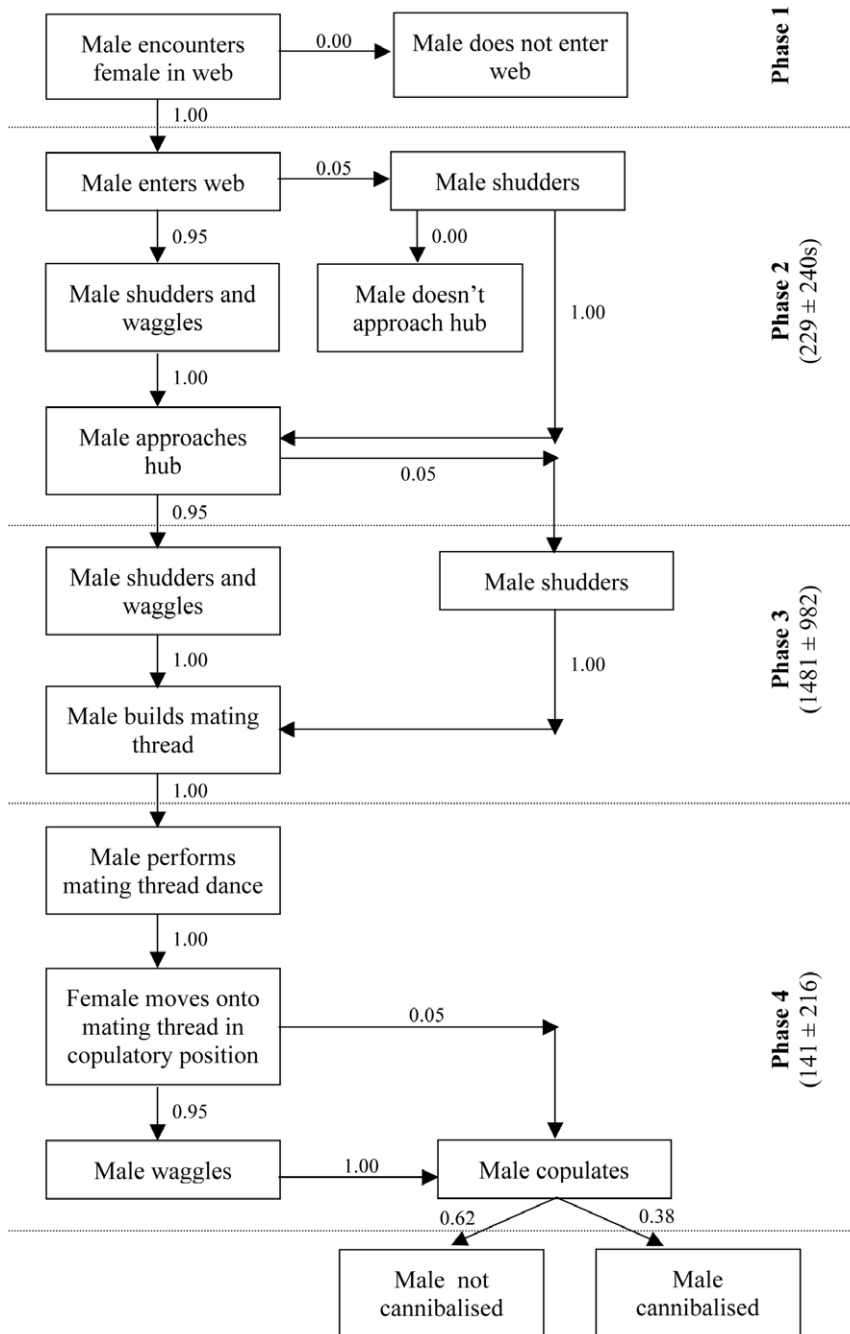 Male encounters
female in web
0.00
Male does not enter
web
Phase 1
1.00
Male enters web
0.05
Male shudders
0.95
0.00
Male shudders and
waggles
Male doesn't
approach hub
1.00
Phase 2
(229 ± 240s)
1.00
Male approaches
hub
0.05
0.95
Male shudders and
waggles
Male shudders
1.00
1.00
Phase 3
(1481 ± 982)
Male builds mating
thread
1.00
Male performs
mating thread dance
1.00
Female moves onto
mating thread in
copulatory position
0.05
Phase 4
(141 ± 216)
0.95
Male waggles
1.00
Male copulates
0.62
0.38
Male not
cannibalised
Male
cannibalised